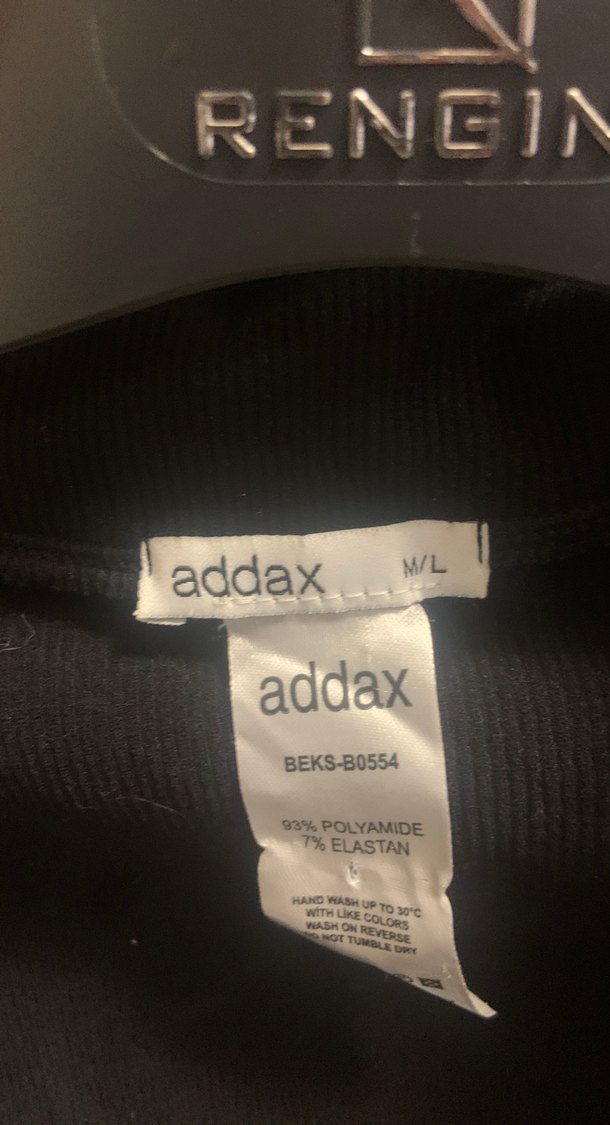 RENGIN
addax M/L
addax
BEKS-B0554
93% POLYAMIDE
7% ELASTAN
HAND WASH UP TO 30°C
WITH LIKE COLORS
WASH ON REVERSE
DO NOT TUMBLE DRY